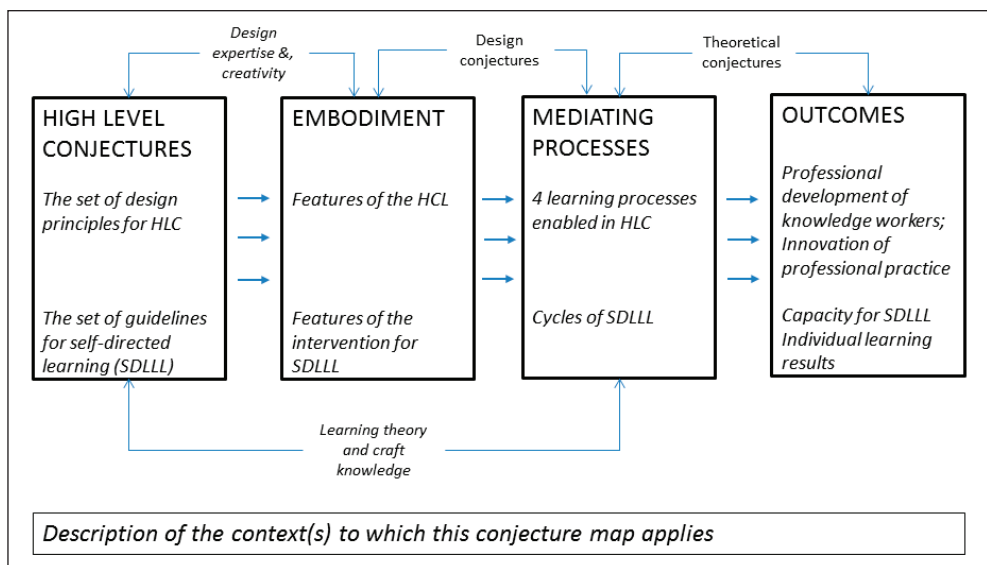 Design
expertise &,
creativity
Design
conjectures
Theoretical
conjectures
HIGH LEVEL
CONJECTURES
The set of design
principles for HLC
The set of guidelines
for self-directed
learning (SDLLL)
EMBODIMENT
Features of the HCL
Features of the
intervention for
SDLLL
MEDIATING
PROCESSES
4 learning processes
enabled in HLC
Cycles of SDLLL
OUTCOMES
Professional
development of
knowledge workers;
Innovation of
professional practice
Capacity for SDLLL
Individual learning
results
Learning theory
and craft
knowledge
Description of the context(s) to which this conjecture map applies